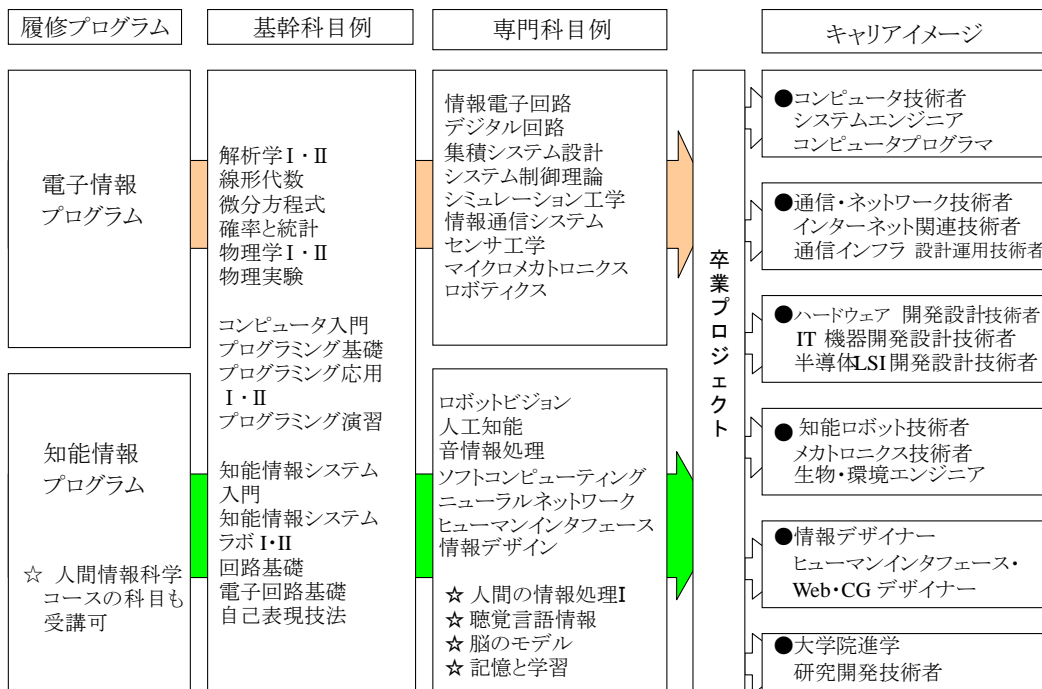 履修プログラム
基幹科目例
専門科目例
キャリアイメージ
電子情報
プログラム
知能情報
プログラム
☆ 人間情報科学
コースの科目も
受講可
解析学I・II
線形代数
微分方程式
確率と統計
物理学I・II
物理実験
コンピュータ入門
プログラミング基礎
プログラミング応用
I・II
プログラミング演習
知能情報システム
入門
知能情報システム
ラボ I・II
回路基礎
電子回路基礎
自己表現技法
情報電子回路
デジタル回路
集積システム設計
システム制御理論
シミュレーション工学
情報通信システム
センサ工学
マイクロメカトロニクス
ロボティクス
ロボットビジョン
人工知能
音情報処理
ソフトコンピューティング
ニューラルネットワーク
ヒューマンインタフェース
情報デザイン
☆ 人間の情報処理I
☆ 聴覚言語情報
☆ 脳のモデル
☆ 記憶と学習
卒業プロジェクト
●コンピュータ技術者
システムエンジニア
コンピュータプログラマ
●通信・ネットワーク技術者
インターネット関連技術者
通信インフラ 設計運用技術者
●ハードウェア 開発設計技術者
IT 機器開発設計技術者
半導体LSI開発設計技術者
● 知能ロボット技術者
メカトロニクス技術者
生物・環境エンジニア
●情報デザイナー
ヒューマンインタフェース・
Web・CG デザイナー
●大学院進学
研究開発技術者